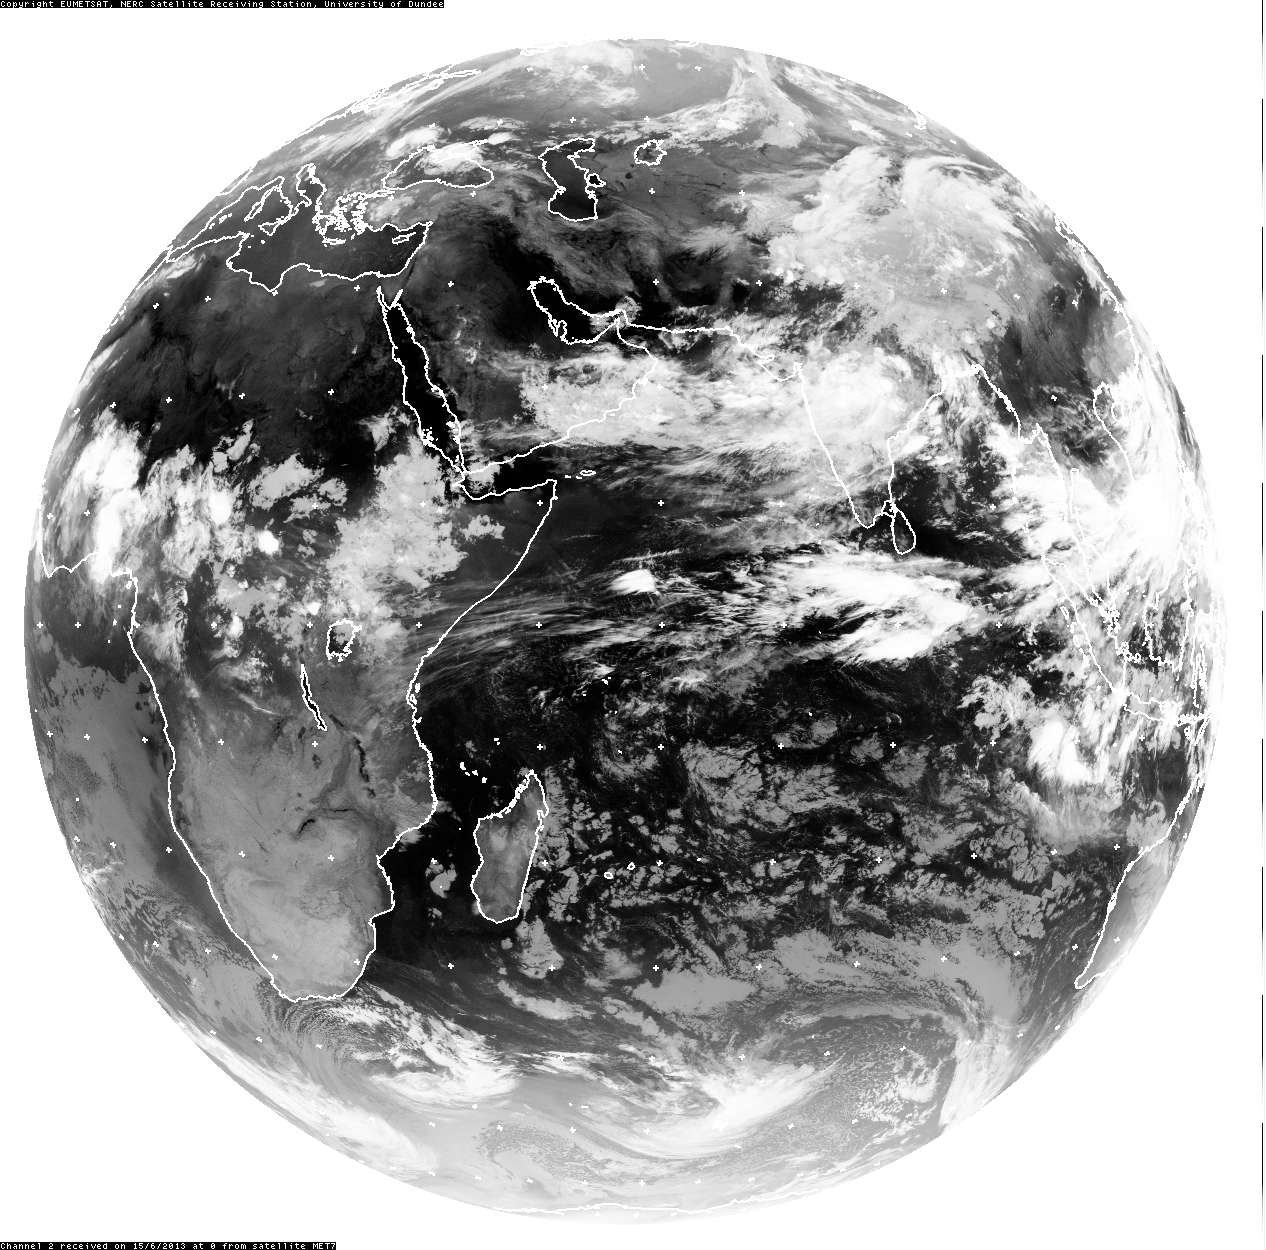 Copyright EUMETSAT, NERC Satellite Receiving Station, University of Dundee
Channel 2 received on 15/6/2013 at 0 from satellite MET7